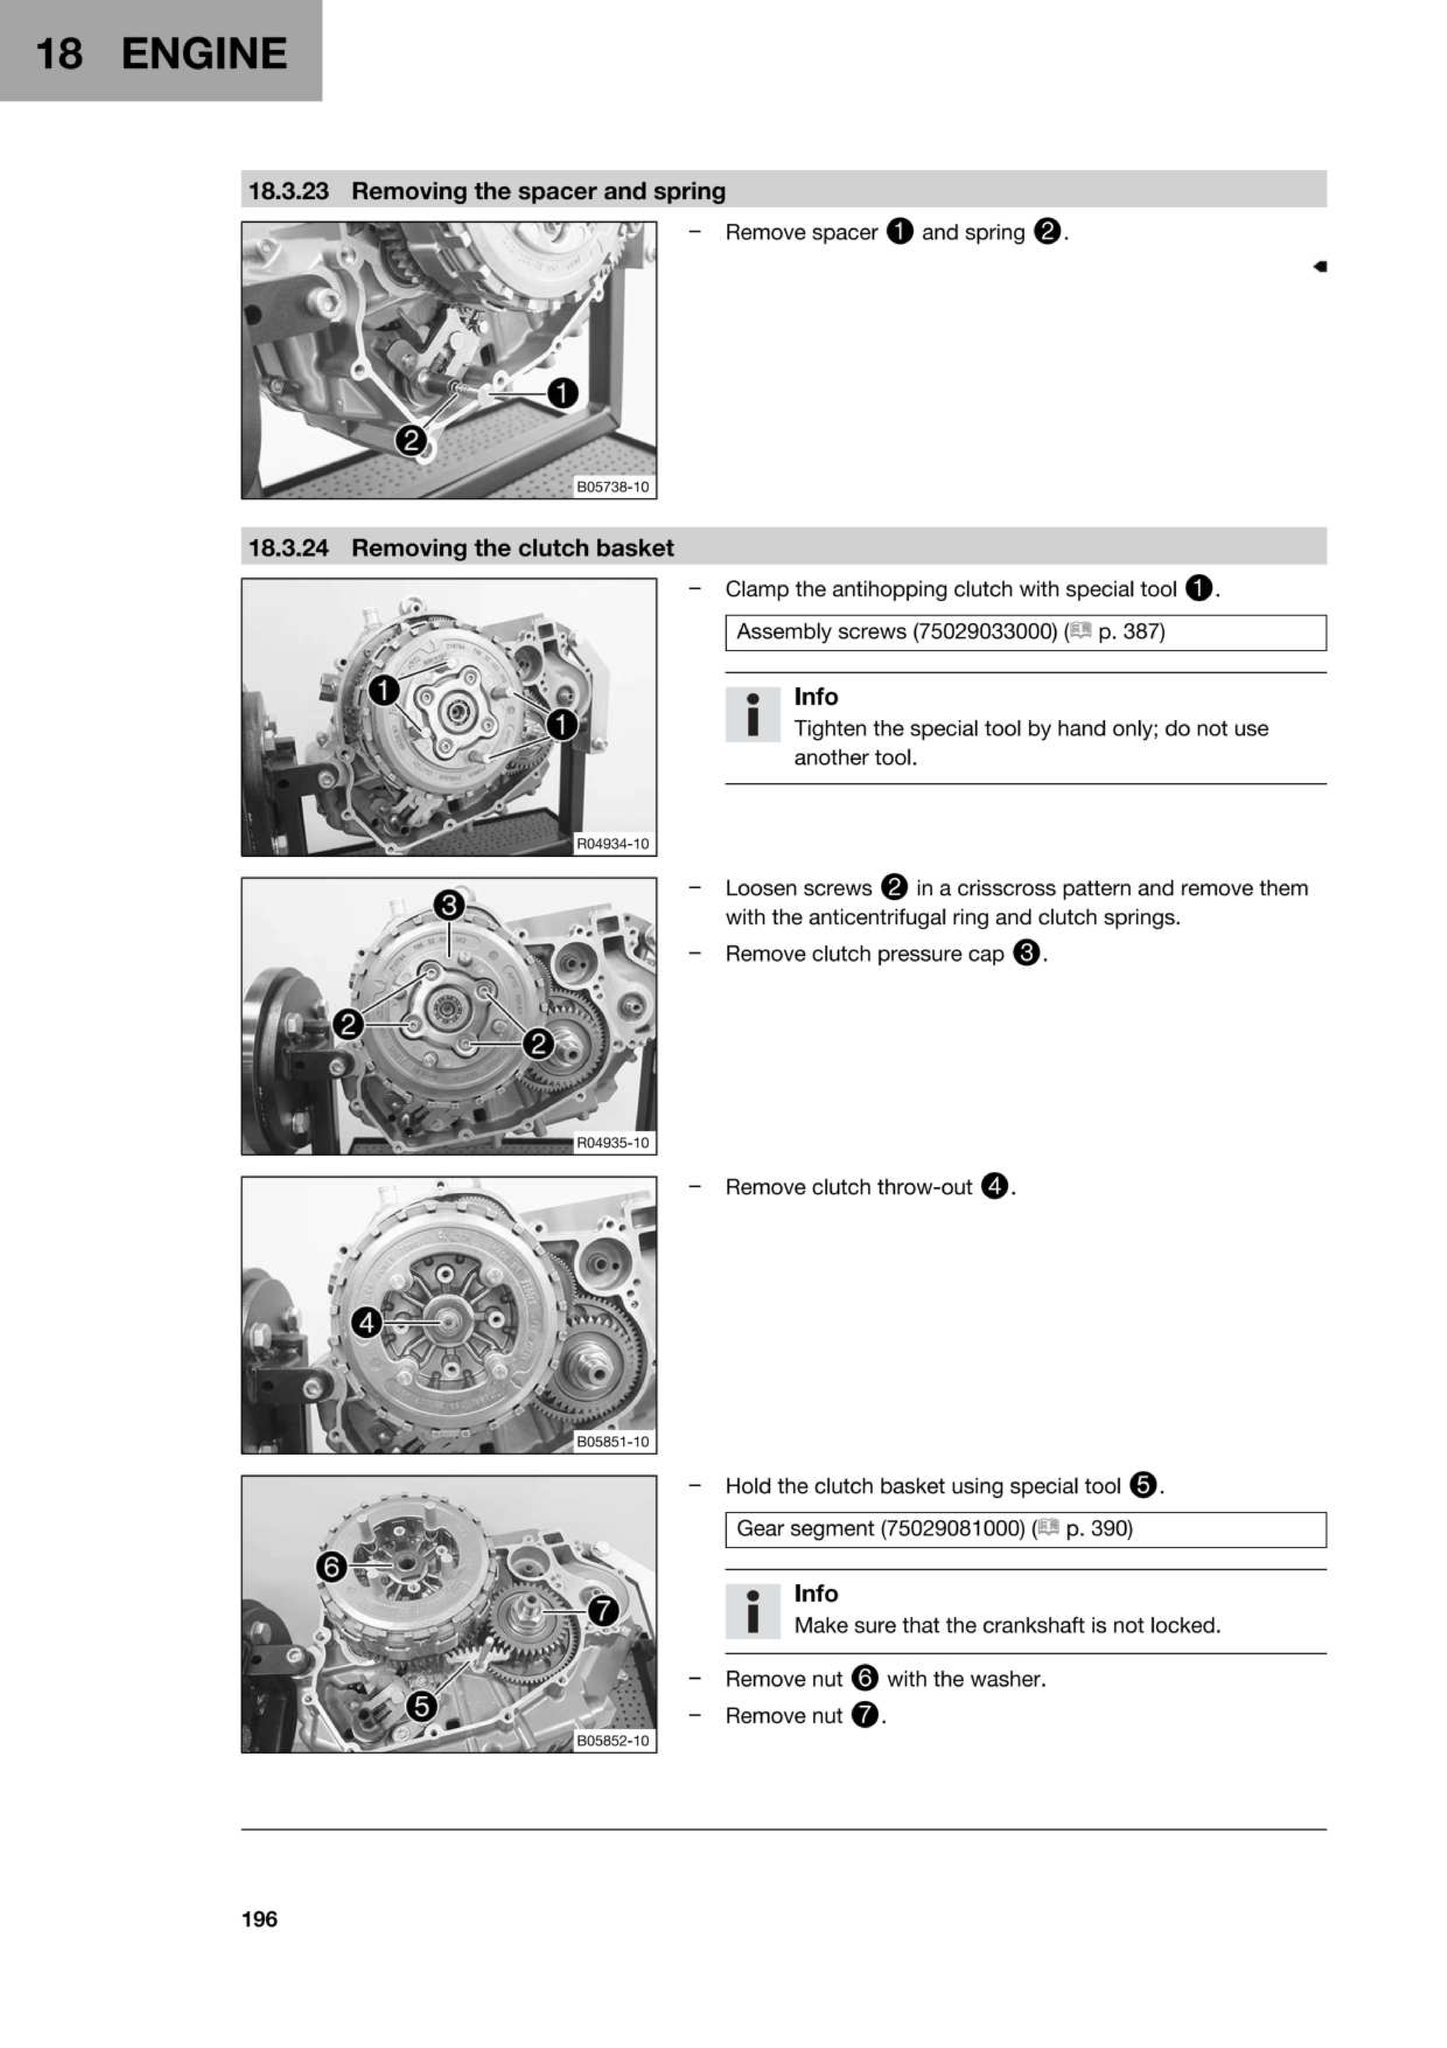 18 ENGINE
18.3.23 Removing the spacer and spring
– Remove spacer 1 and spring 2.
1
2
B05738-10
18.3.24 Removing the clutch basket
– Clamp the antihopping clutch with special tool 1.
Assembly screws (75029033000) ( p. 387)
Info
Tighten the special tool by hand only; do not use
another tool.
1
1
R04934-10
– Loosen screws 2 in a crisscross pattern and remove them
with the anticentrifugal ring and clutch springs.
– Remove clutch pressure cap 3.
3
2
2
R04935-10
– Remove clutch throw-out 4.
4
B05851-10
– Hold the clutch basket using special tool 5.
Gear segment (75029081000) ( p. 390)
Info
Make sure that the crankshaft is not locked.
– Remove nut 6 with the washer.
– Remove nut 7.
6
7
5
B05852-10
196